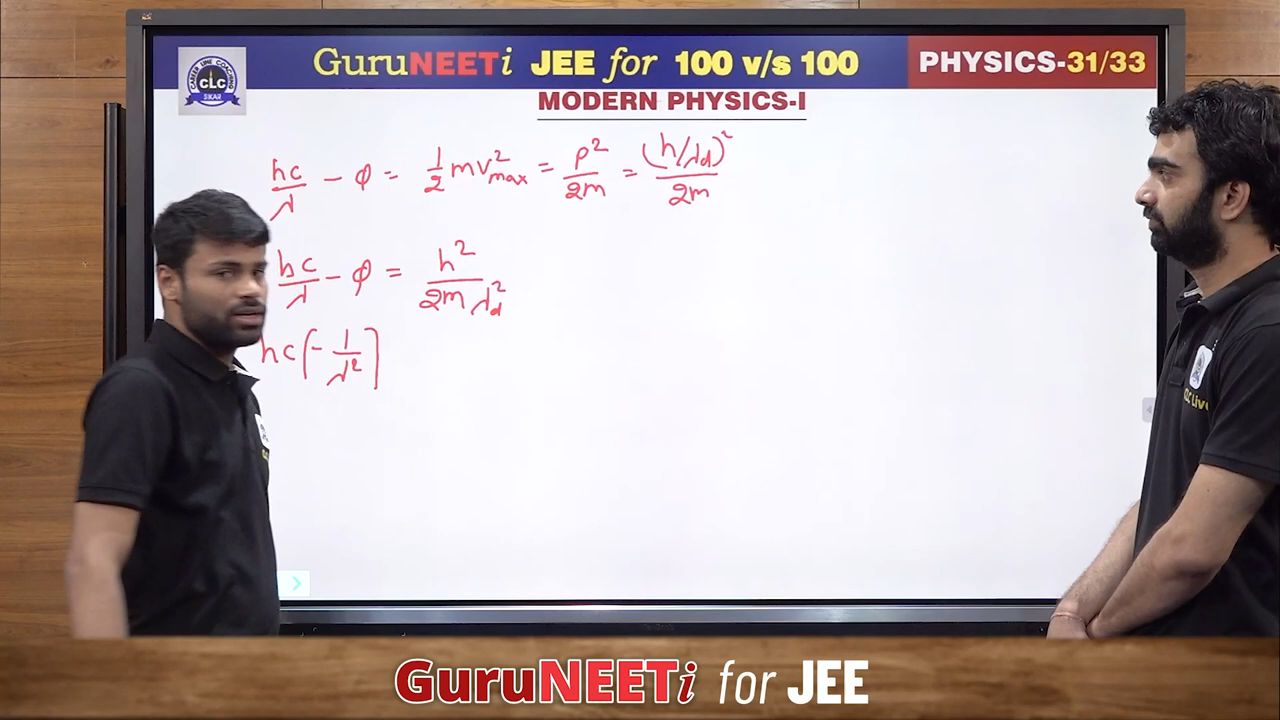 GuruNEETi JEE for 100 v/s 100 PHYSICS-31/33
CAREER LINE COACHING
CLC
SIKAR
MODERN PHYSICS-I
hc/λ - φ = 1/2 mv²max = p²/2m = (h/λd)²/2m
hc/λ - φ = h²/2mλd²
hc[-1/λ²]
GuruNEETi for JEE